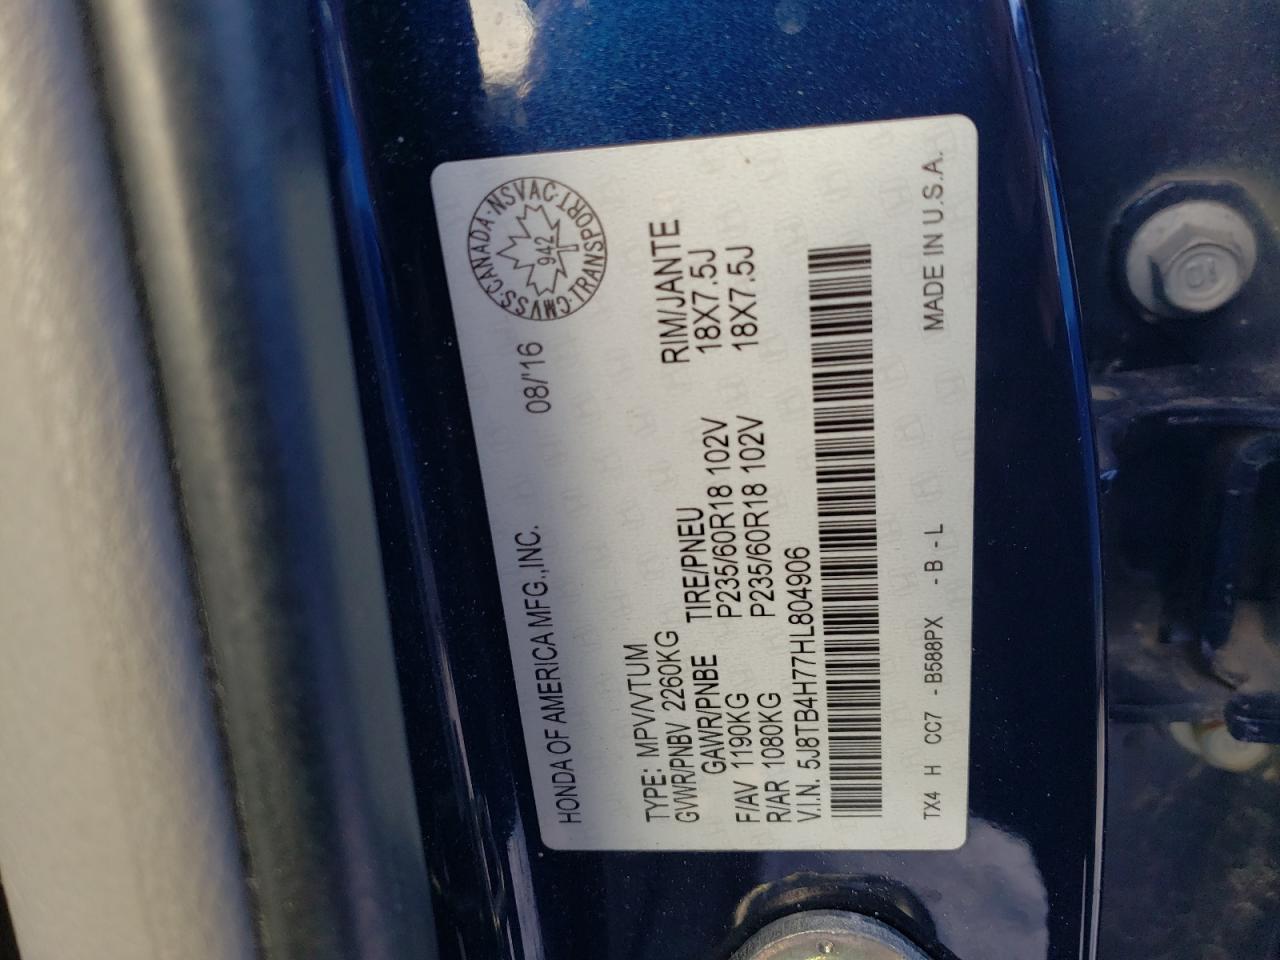 HONDA OF AMERICA MFG.,INC. 08/'16
CMVSS·CANADA·NSVAC·TRANSPORT
942
TYPE: MPV/VTUM
GVWR/PNBV 2260KG
GAWR/PNBE TIRE/PNEU RIM/JANTE
F/AV 1190KG P235/60R18 102V 18X7.5J
R/AR 1080KG P235/60R18 102V 18X7.5J
V.I.N. 5J8TB4H77HL804906
TX4 H CC7 -B588PX -B-L MADE IN U.S.A.